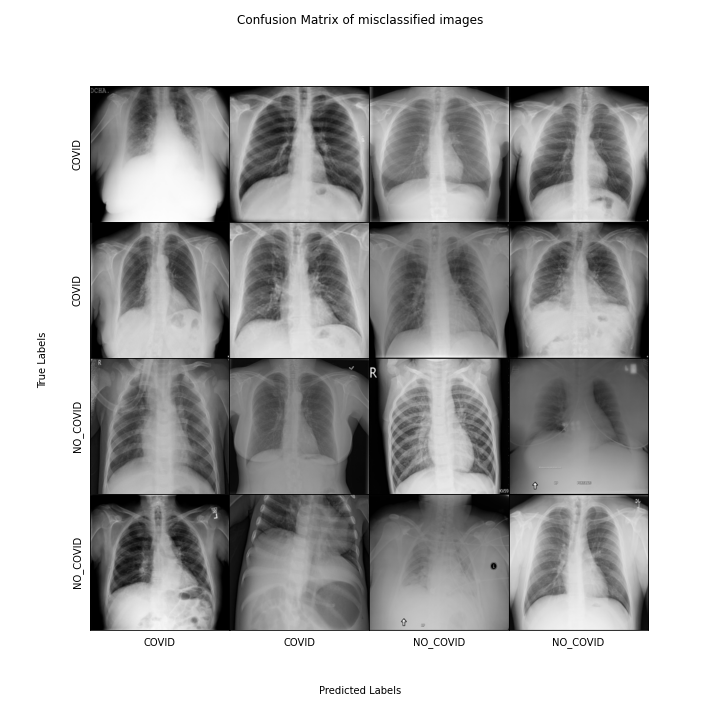 Confusion Matrix of misclassified images
COVID
COVID
True Labels
NO_COVID
R
NO_COVID
COVID
COVID
NO_COVID
NO_COVID
Predicted Labels